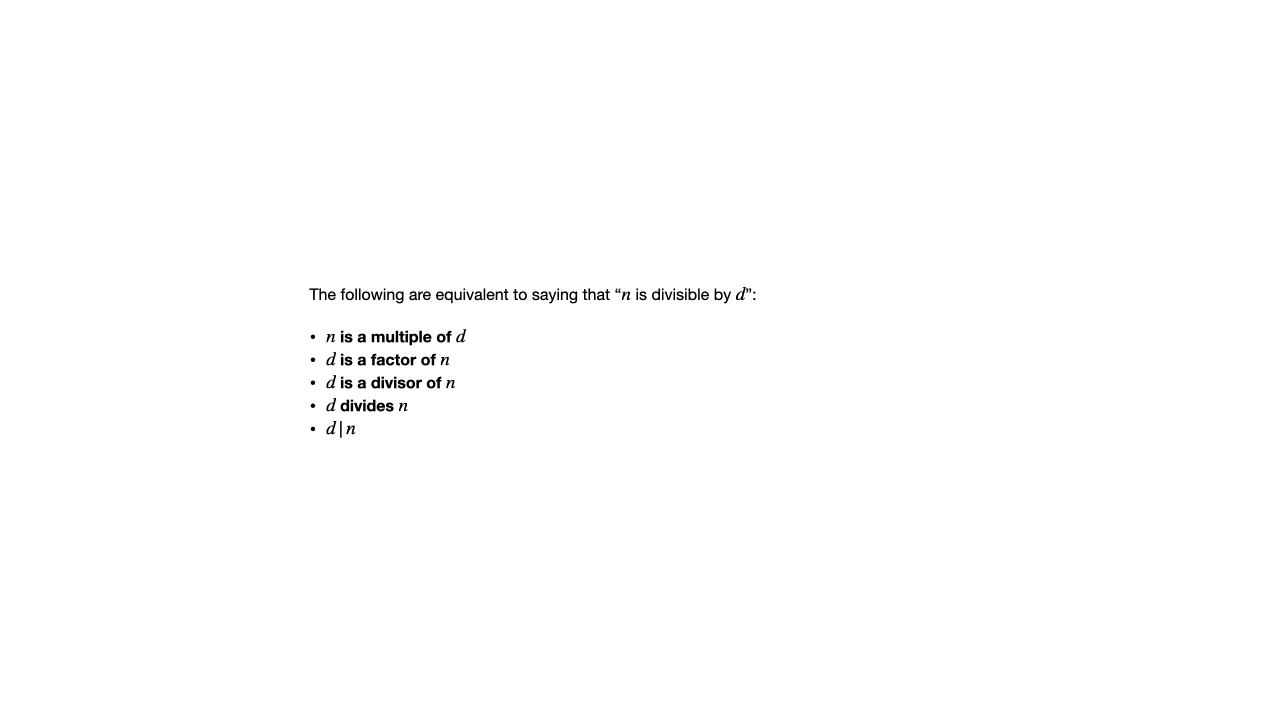 The following are equivalent to saying that “n is divisible by d”:
• n is a multiple of d
• d is a factor of n
• d is a divisor of n
• d divides n
• d | n